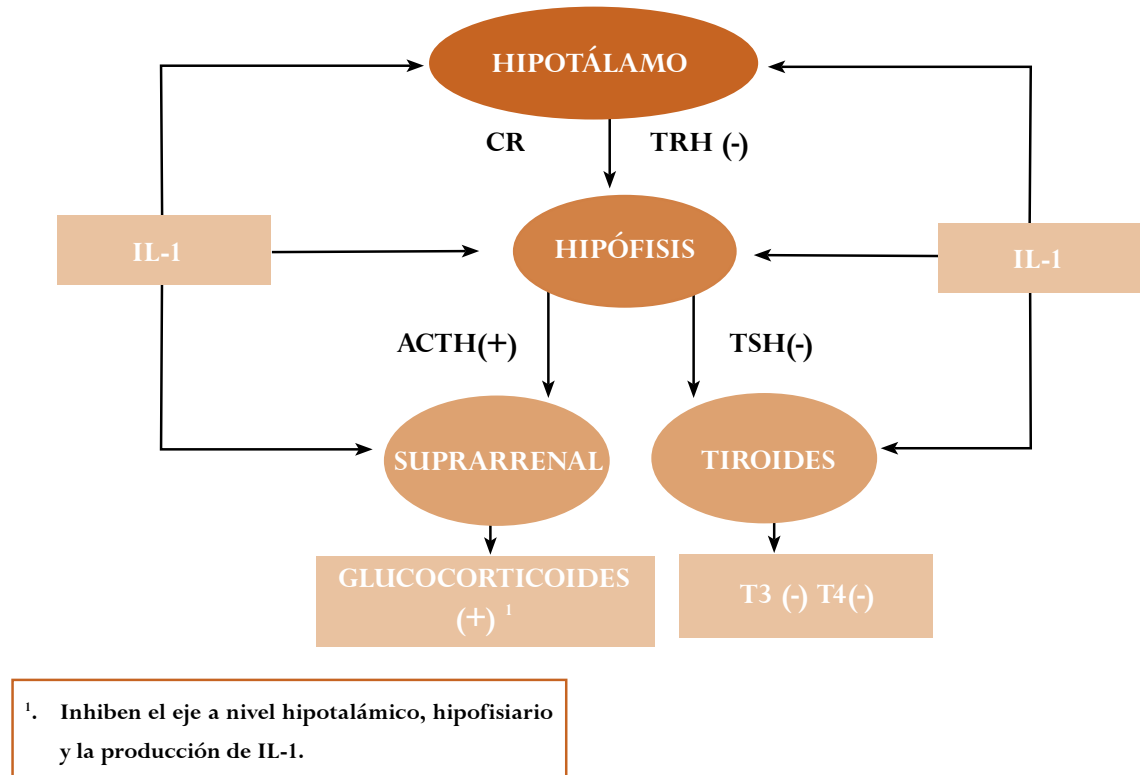 HIPOTÁLAMO
CR
TRH (-)
IL-1
HIPÓFISIS
IL-1
ACTH(+)
TSH(-)
SUPRARRENAL
TIROIDES
GLUCOCORTICOIDES
(+) ¹
T3 (-) T4(-)
¹. Inhiben el eje a nivel hipotalámico, hipofisiario
y la producción de IL-1.